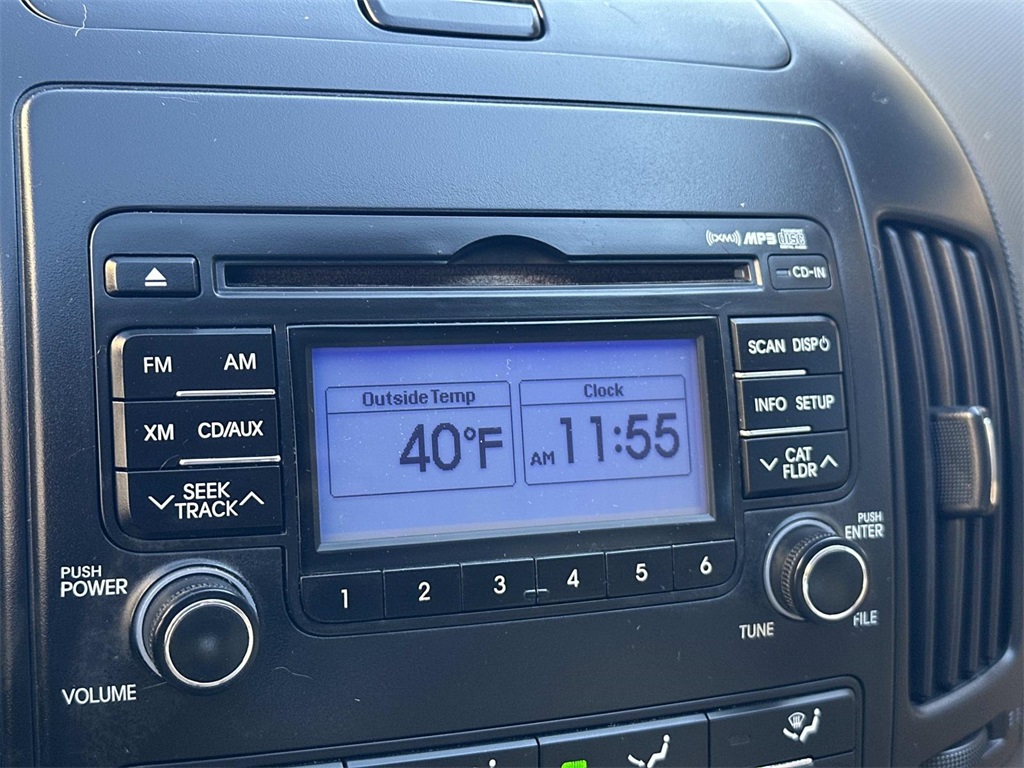 ((XM)) MP3 disc
DIGITAL AUDIO
CD-IN
FM AM
XM CD/AUX
SEEK
TRACK
Outside Temp
40°F
Clock
AM 11:55
SCAN DISP
INFO SETUP
CAT
FLDR
1 2 3 4 5 6
PUSH
POWER
VOLUME
PUSH
ENTER
TUNE
FILE